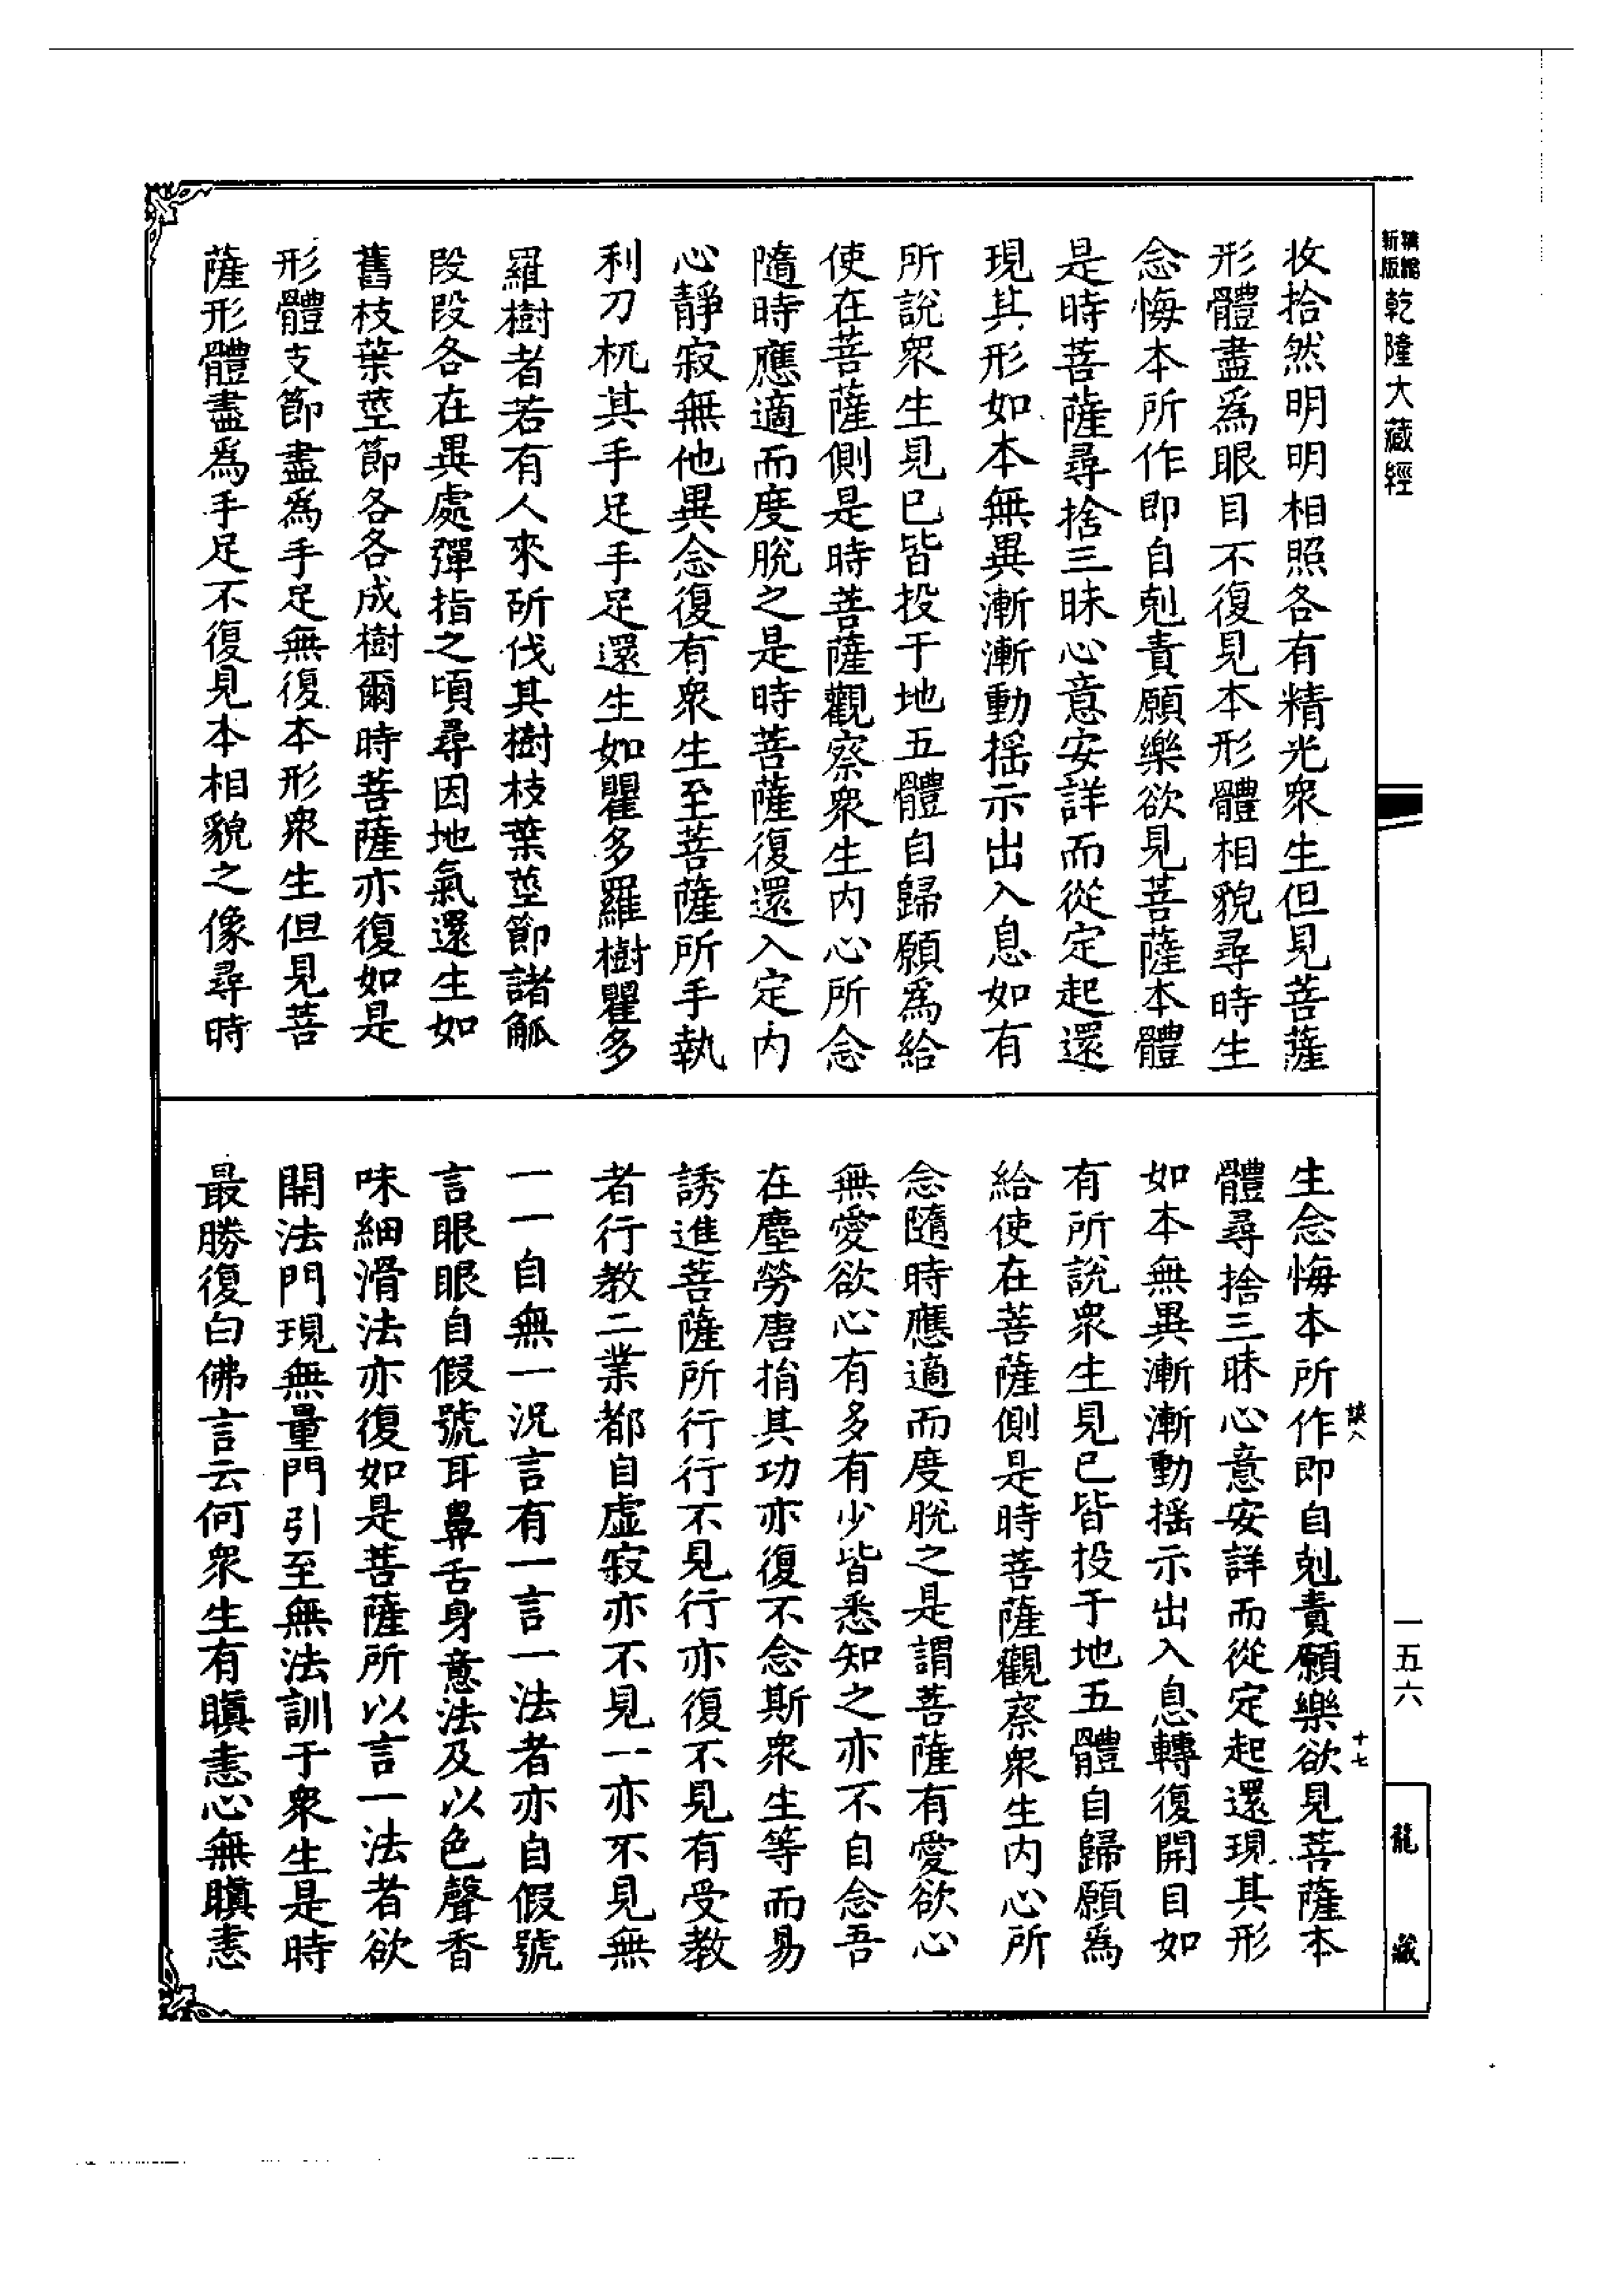 新版
乾隆大藏經
一五六
龍藏
收拾然明明相照各有精光衆生但見菩薩
形體盡爲眼目不復見本形體相貌尋時生
念悔本所作即自剋責願樂欲見菩薩本體
是時菩薩尋捨三昧心意安詳而從定起還
現其形如本無異漸漸動搖示出入息如有
所說衆生見已皆投于地五體自歸願爲給
使在菩薩側是時菩薩觀察衆生内心所念
隨時應適而度脫之是時菩薩復還入定内
心靜寂無他異念復有衆生至菩薩所手執
利刀杌其手足手足還生如瞿多羅樹瞿多
羅樹者若有人來斫伐其樹枝葉莖節諸觚
段段各在異處彈指之頃尋因地氣還生如
舊枝葉莖節各各成樹爾時菩薩亦復如是
形體支節盡爲手足無復本形衆生但見菩
薩形體盡爲手足不復見本相貌之像尋時
生念悔本所作即自剋責願樂欲見菩薩本
體尋捨三昧心意安詳而從定起還現其形
如本無異漸漸動搖示出入息轉復開目如
有所說衆生見已皆投于地五體自歸願爲
給使在菩薩側是時菩薩觀察衆生内心所
念隨時應適而度脫之是謂菩薩有愛欲心
無愛欲心有多有少皆悉知之亦不自念吾
在塵勞唐捐其功亦復不念斯衆生等而易
誘進菩薩所行行行不見行亦復不見有受教
者行教二業都自虛寂亦不見一亦不見無
一一自無一況言有一言一法者亦自假號
言眼眼自假號耳鼻舌身意法及以色聲香
味細滑法亦復如是菩薩所以言一法者欲
開法門現無量門引至無法訓于衆生是時
最勝復白佛言云何衆生有瞋恚心無瞋恚
十七